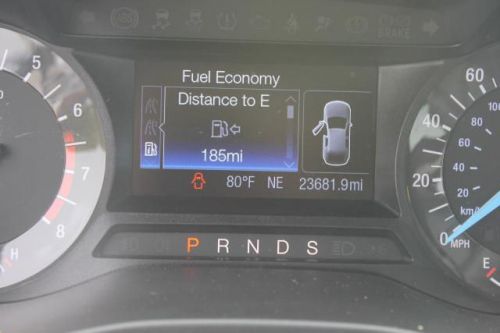 BRAKE
Fuel Economy
Distance to E
185mi
80°F NE 23681.9mi
P R N D S
5
6
7
8
H
60
40
20
0
MPH
100
80
60
40
20
km/
E